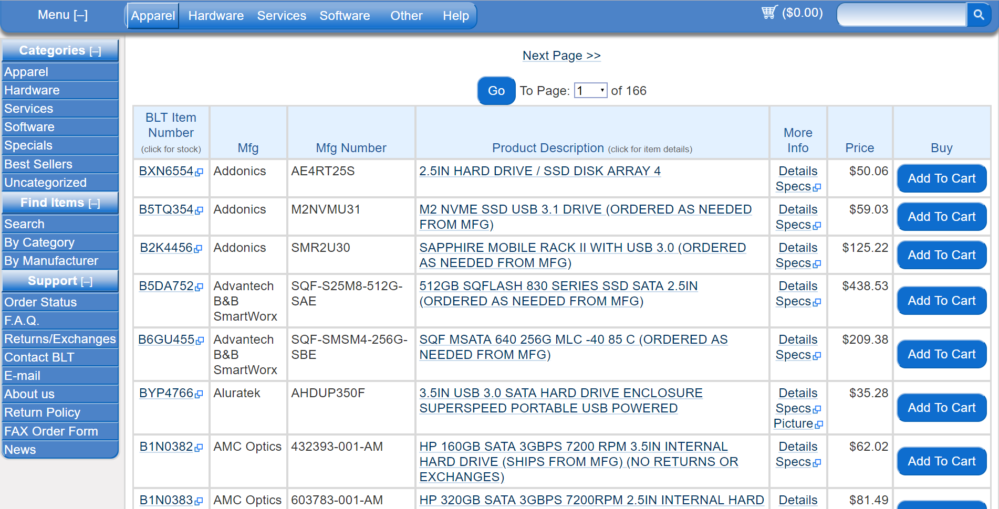 Menu [–]
Apparel Hardware Services Software Other Help
($0.00)
Categories [–]
Apparel
Hardware
Services
Software
Specials
Best Sellers
Uncategorized
Find Items [–]
Search
By Category
By Manufacturer
Support [–]
Order Status
F.A.Q.
Returns/Exchanges
Contact BLT
E-mail
About us
Return Policy
FAX Order Form
News
Next Page >>
Go To Page: 1 of 166
BLT Item
Number
(click for stock)
Mfg
Mfg Number
Product Description (click for item details)
More
Info
Price
Buy
BXN6554 Addonics AE4RT25S 2.5IN HARD DRIVE / SSD DISK ARRAY 4 Details $50.06 Add To Cart
Specs
B5TQ354 Addonics M2NVMU31 M2 NVME SSD USB 3.1 DRIVE (ORDERED AS NEEDED Details $59.03 Add To Cart
FROM MFG) Specs
B2K4456 Addonics SMR2U30 SAPPHIRE MOBILE RACK II WITH USB 3.0 (ORDERED Details $125.22 Add To Cart
AS NEEDED FROM MFG) Specs
B5DA752 Advantech SQF-S25M8-512G- 512GB SQFLASH 830 SERIES SSD SATA 2.5IN Details $438.53
B&B SAE (ORDERED AS NEEDED FROM MFG) Specs Add To Cart
SmartWorx
B6GU455 Advantech SQF-SMSM4-256G- SQF MSATA 640 256G MLC -40 85 C (ORDERED AS Details $209.38
B&B SBE NEEDED FROM MFG) Specs Add To Cart
SmartWorx
BYP4766 Aluratek AHDUP350F 3.5IN USB 3.0 SATA HARD DRIVE ENCLOSURE Details $35.28
SUPERSPEED PORTABLE USB POWERED Specs Add To Cart
Picture
B1N0382 AMC Optics 432393-001-AM HP 160GB SATA 3GBPS 7200 RPM 3.5IN INTERNAL Details $62.02
HARD DRIVE (SHIPS FROM MFG) (NO RETURNS OR Specs Add To Cart
EXCHANGES)
B1N0383 AMC Optics 603783-001-AM HP 320GB SATA 3GBPS 7200RPM 2.5IN INTERNAL HARD Details $81.49